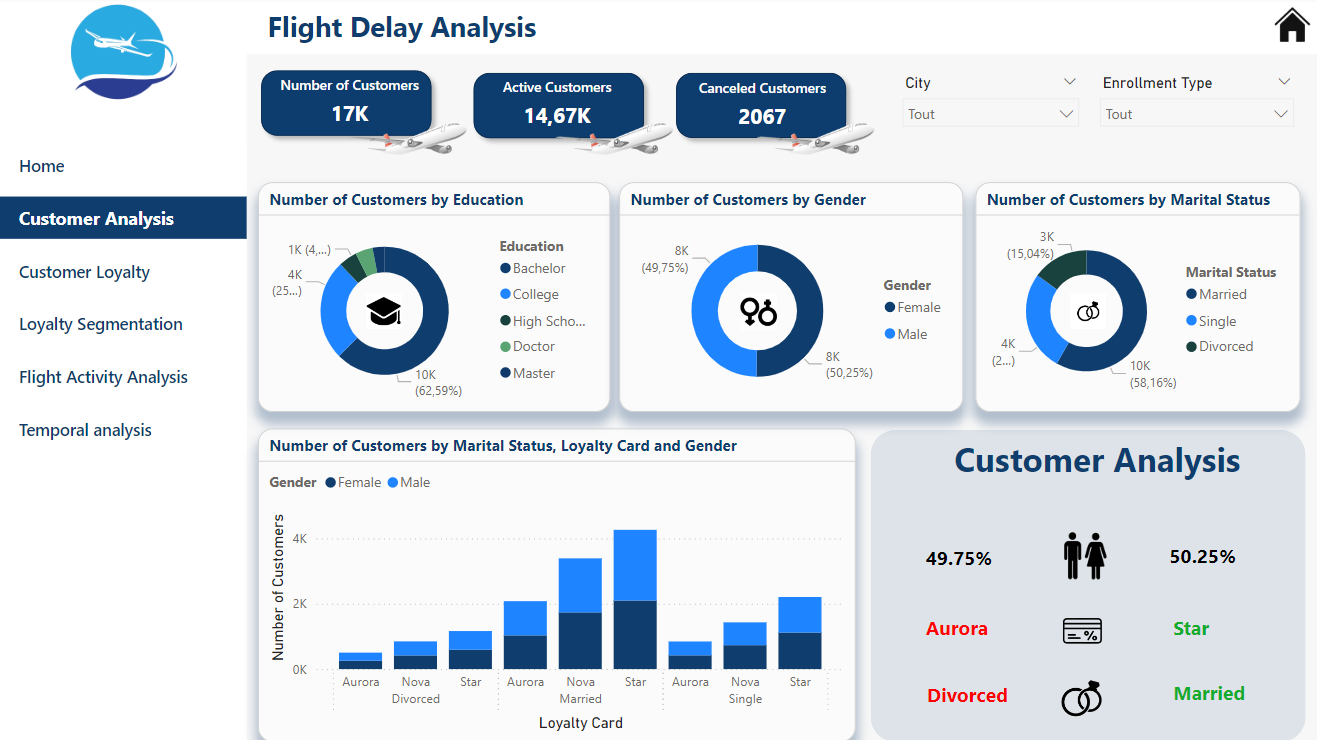 Flight Delay Analysis
Number of Customers
17K
Active Customers
14,67K
Canceled Customers
2067
City
Tout
Enrollment Type
Tout
Home
Customer Analysis
Customer Loyalty
Loyalty Segmentation
Flight Activity Analysis
Temporal analysis
Number of Customers by Education
1K (4,...)
4K
(25...)
10K
(62,59%)
Education
Bachelor
College
High Scho...
Doctor
Master
Number of Customers by Gender
8K
(49,75%)
8K
(50,25%)
Gender
Female
Male
Number of Customers by Marital Status
3K
(15,04%)
4K
(2...)
10K
(58,16%)
Marital Status
Married
Single
Divorced
Number of Customers by Marital Status, Loyalty Card and Gender
Gender Female Male
Number of Customers
4K
2K
0K
Aurora Nova Star Aurora Nova Star Aurora Nova Star
Divorced Married Single
Loyalty Card
Customer Analysis
49.75% 50.25%
Aurora % Star
Divorced Married